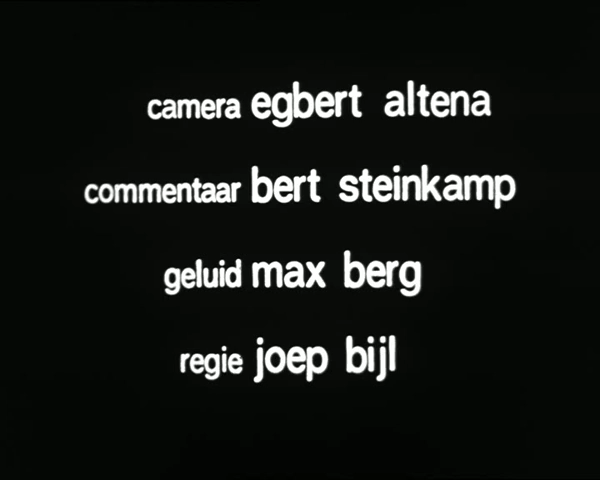 camera egbert altena
commentaar bert steinkamp
geluid max berg
regie joep bijl